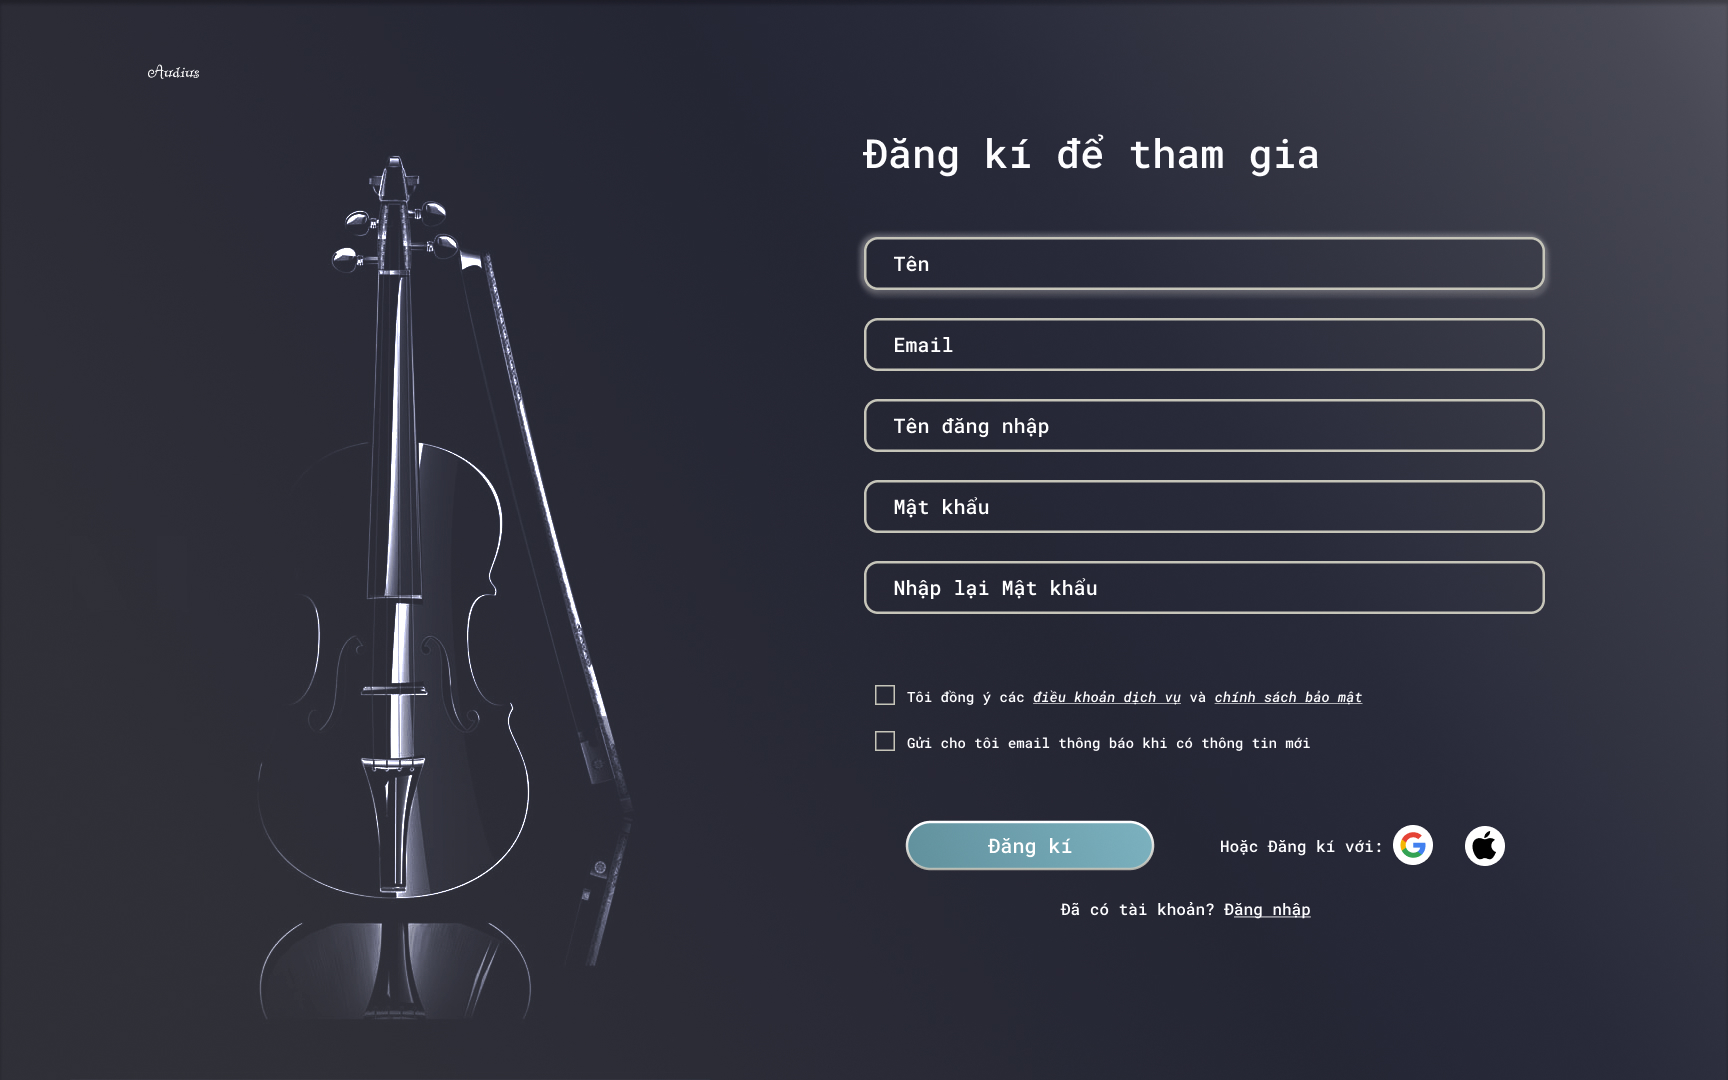 Audius
Đăng kí để tham gia
Tên
Email
Tên đăng nhập
Mật khẩu
Nhập lại Mật khẩu
Tôi đồng ý các điều khoản dịch vụ và chính sách bảo mật
Gửi cho tôi email thông báo khi có thông tin mới
Đăng kí
Hoặc Đăng kí với:
Đã có tài khoản? Đăng nhập